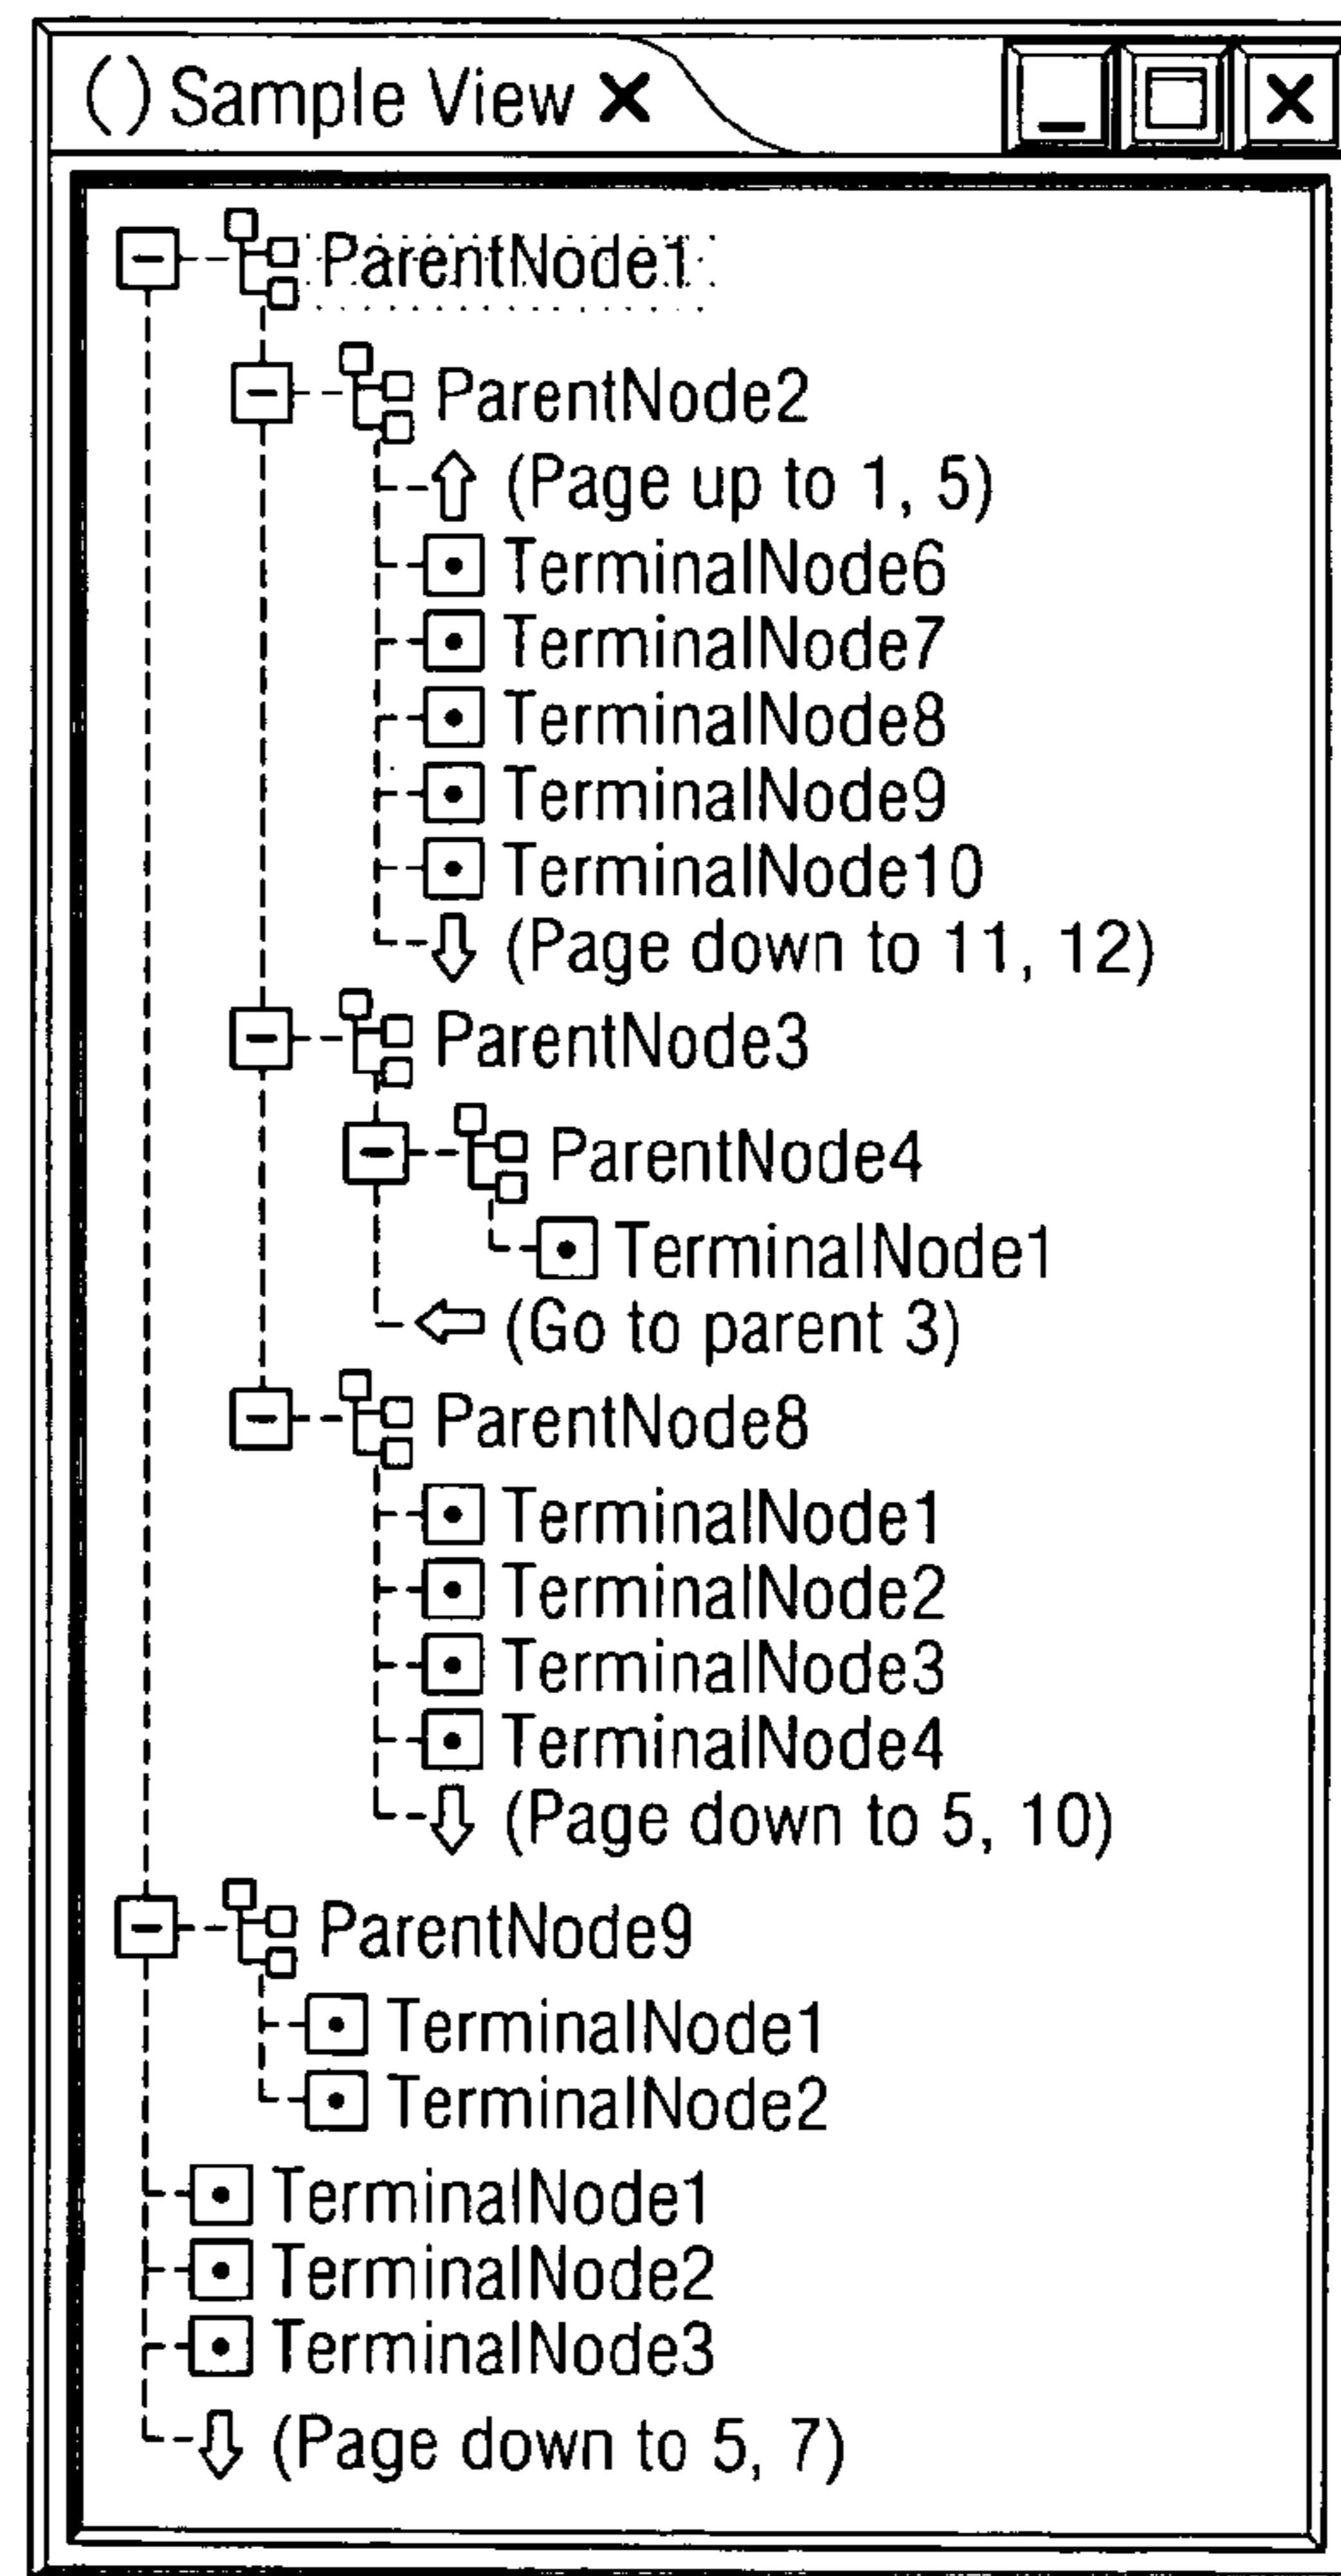 () Sample View ×
ParentNode1
ParentNode2
(Page up to 1, 5)
TerminalNode6
TerminalNode7
TerminalNode8
TerminalNode9
TerminalNode10
(Page down to 11, 12)
ParentNode3
ParentNode4
TerminalNode1
(Go to parent 3)
ParentNode8
TerminalNode1
TerminalNode2
TerminalNode3
TerminalNode4
(Page down to 5, 10)
ParentNode9
TerminalNode1
TerminalNode2
TerminalNode1
TerminalNode2
TerminalNode3
(Page down to 5, 7)